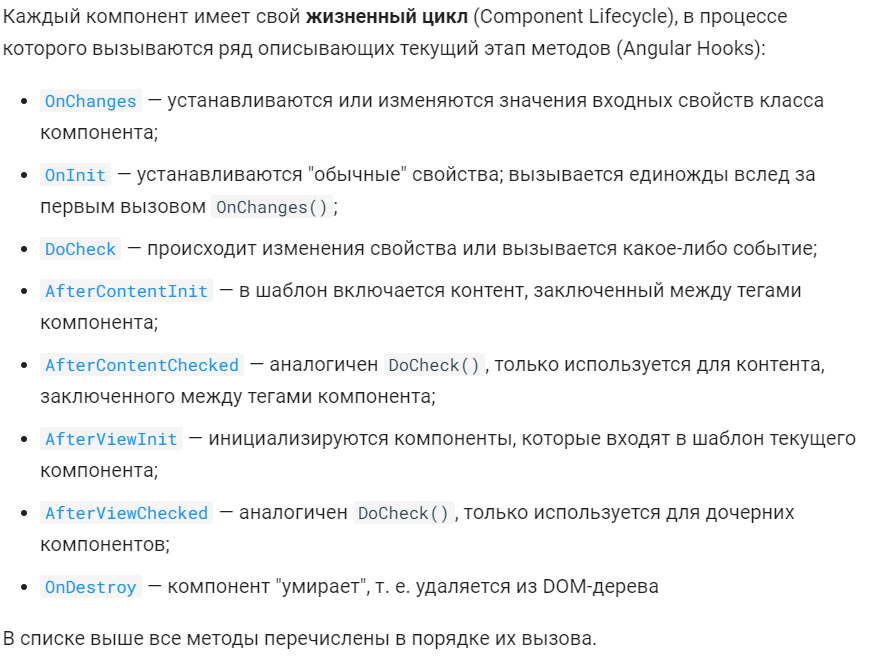 Каждый компонент имеет свой жизненный цикл (Component Lifecycle), в процессе
которого вызываются ряд описывающих текущий этап методов (Angular Hooks):
• OnChanges — устанавливаются или изменяются значения входных свойств класса
компонента;
• OnInit — устанавливаются "обычные" свойства; вызывается единожды вслед за
первым вызовом OnChanges();
• DoCheck — происходит изменения свойства или вызывается какое-либо событие;
• AfterContentInit — в шаблон включается контент, заключенный между тегами
компонента;
• AfterContentChecked — аналогичен DoCheck(), только используется для контента,
заключенного между тегами компонента;
• AfterViewInit — инициализируются компоненты, которые входят в шаблон текущего
компонента;
• AfterViewChecked — аналогичен DoCheck(), только используется для дочерних
компонентов;
• OnDestroy — компонент "умирает", т. е. удаляется из DOM-дерева
В списке выше все методы перечислены в порядке их вызова.